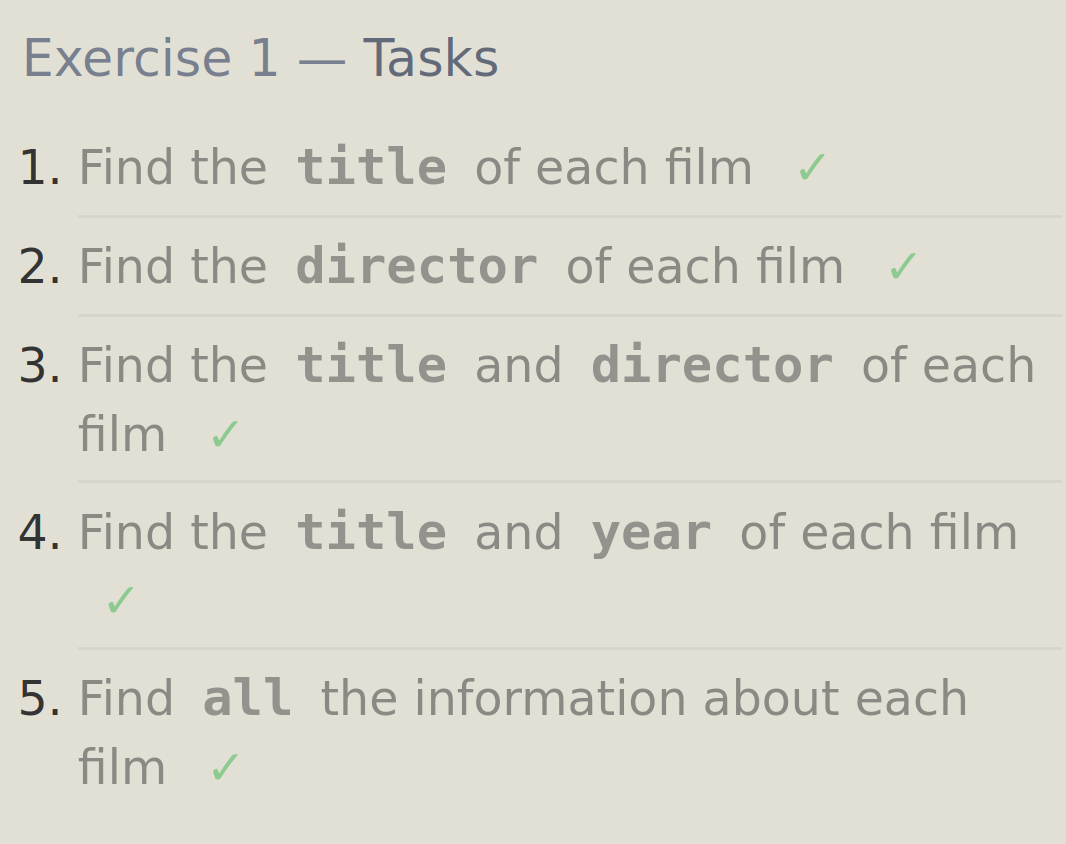 Exercise 1 — Tasks
1. Find the title of each film ✓
2. Find the director of each film ✓
3. Find the title and director of each
film ✓
4. Find the title and year of each film
✓
5. Find all the information about each
film ✓